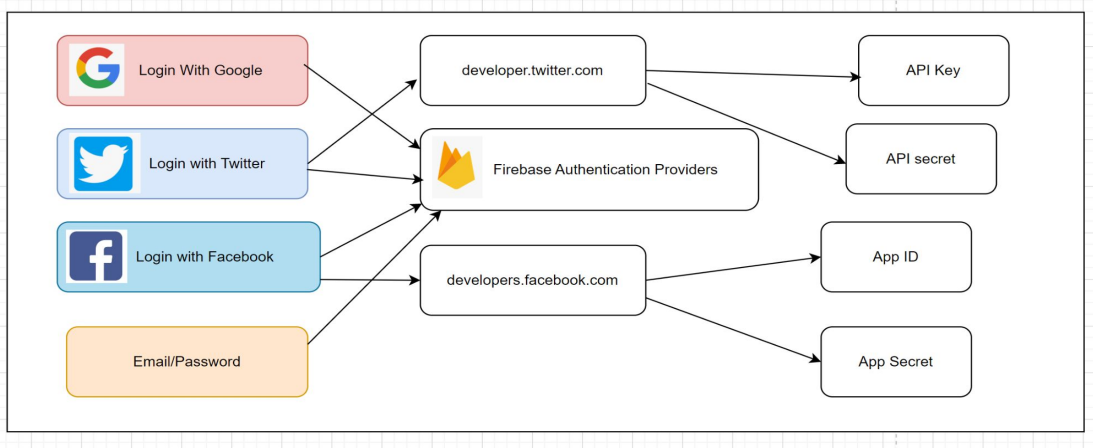 Login With Google
developer.twitter.com
API Key
Login with Twitter
Firebase Authentication Providers
API secret
Login with Facebook
developers.facebook.com
App ID
Email/Password
App Secret